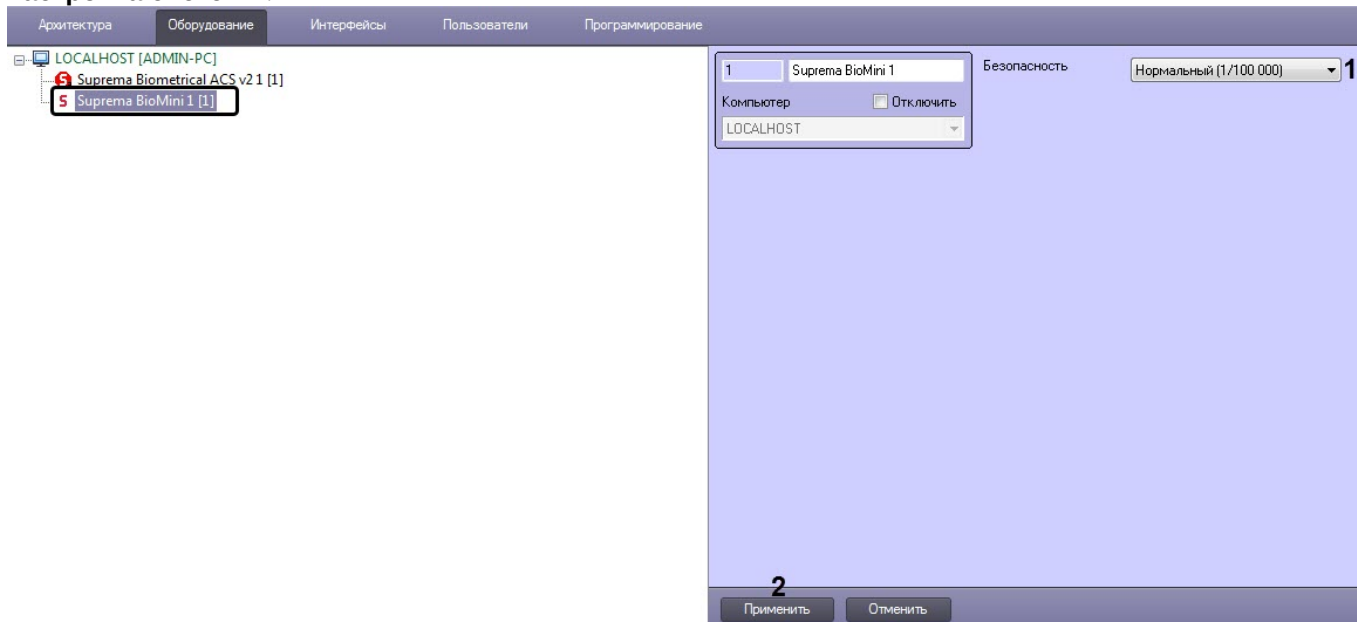 Архитектура Оборудование Интерфейсы Пользователи Программирование
LOCALHOST [ADMIN-PC]
Suprema Biometrical ACS v2 1 [1]
Suprema BioMini 1 [1]
1 Suprema BioMini 1
Компьютер Отключить
LOCALHOST
Безопасность Нормальный (1/100 000) 1
2
Применить Отменить